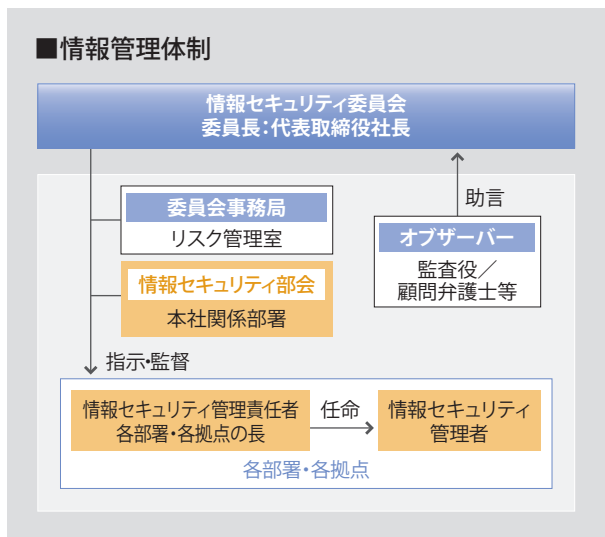 ■情報管理体制
情報セキュリティ委員会
委員長:代表取締役社長
委員会事務局
リスク管理室
助言
オブザーバー
監査役／
顧問弁護士等
情報セキュリティ部会
本社関係部署
指示・監督
情報セキュリティ管理責任者
各部署・各拠点の長
任命
情報セキュリティ
管理者
各部署・各拠点